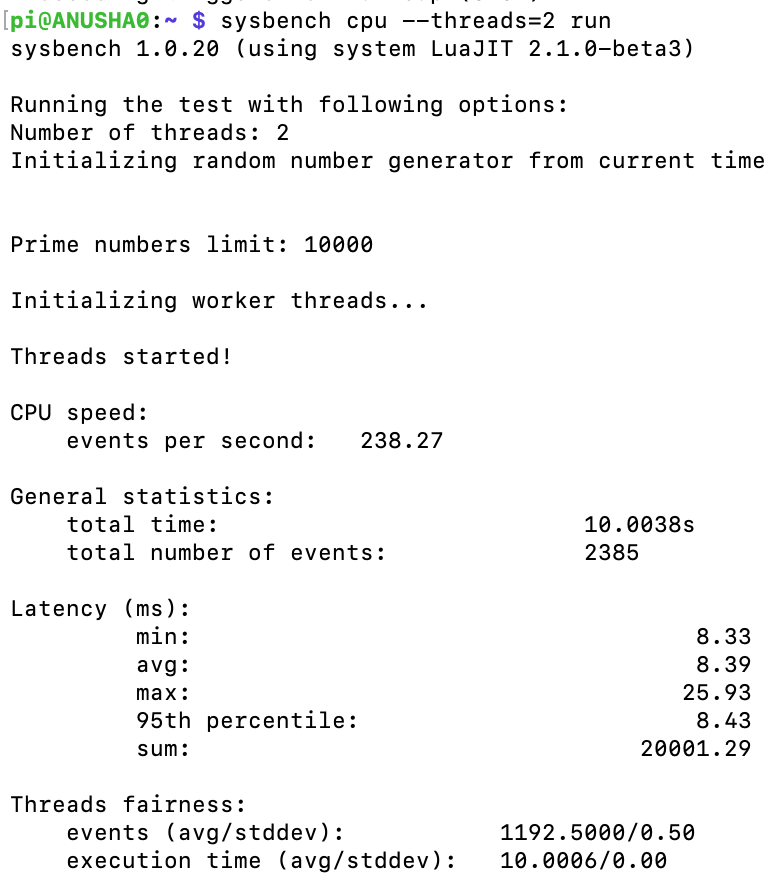 [pi@ANUSHA0:~ $ sysbench cpu --threads=2 run
sysbench 1.0.20 (using system LuaJIT 2.1.0-beta3)
Running the test with following options:
Number of threads: 2
Initializing random number generator from current time
Prime numbers limit: 10000
Initializing worker threads...
Threads started!
CPU speed:
    events per second:   238.27
General statistics:
    total time:                          10.0038s
    total number of events:              2385
Latency (ms):
         min:                                    8.33
         avg:                                    8.39
         max:                                   25.93
         95th percentile:                        8.43
         sum:                                20001.29
Threads fairness:
    events (avg/stddev):           1192.5000/0.50
    execution time (avg/stddev):   10.0006/0.00